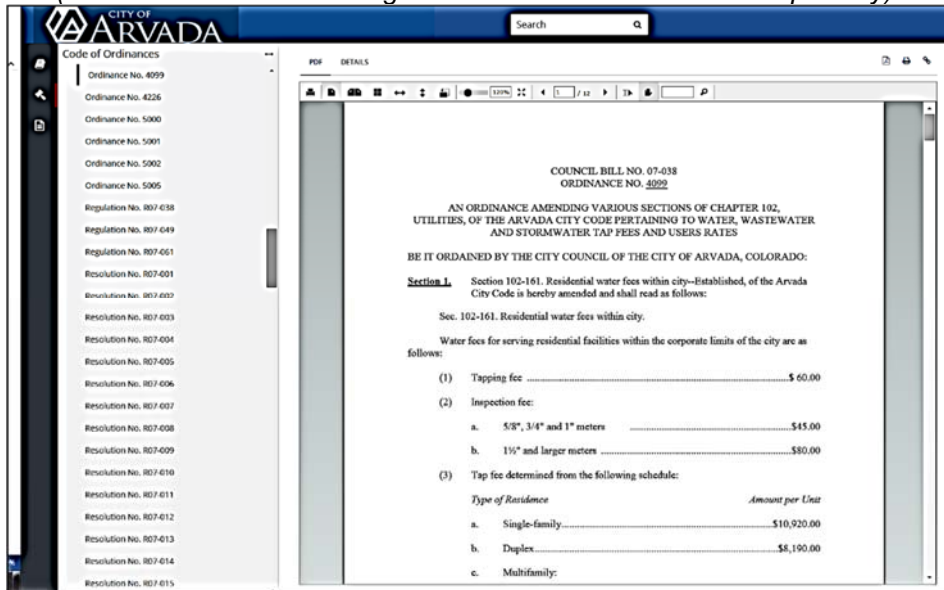 CITY OF
ARVADA
Search
Code of Ordinances
Ordinance No. 4099
Ordinance No. 4226
Ordinance No. 5000
Ordinance No. 5001
Ordinance No. 5002
Ordinance No. 5005
Regulation No. R07-038
Regulation No. R07-049
Regulation No. R07-061
Resolution No. R07-001
Resolution No. R07-002
Resolution No. R07-003
Resolution No. R07-004
Resolution No. R07-005
Resolution No. R07-006
Resolution No. R07-007
Resolution No. R07-008
Resolution No. R07-009
Resolution No. R07-010
Resolution No. R07-011
Resolution No. R07-012
Resolution No. R07-013
Resolution No. R07-014
Resolution No. R07-015
PDF DETAILS
120% 1 / 12
COUNCIL BILL NO. 07-038
ORDINANCE NO. 4099
AN ORDINANCE AMENDING VARIOUS SECTIONS OF CHAPTER 102,
UTILITIES, OF THE ARVADA CITY CODE PERTAINING TO WATER, WASTEWATER
AND STORMWATER TAP FEES AND USERS RATES
BE IT ORDAINED BY THE CITY COUNCIL OF THE CITY OF ARVADA, COLORADO:
Section 1. Section 102-161. Residential water fees within city--Established, of the Arvada
City Code is hereby amended and shall read as follows:
Sec. 102-161. Residential water fees within city.
Water fees for serving residential facilities within the corporate limits of the city are as
follows:
(1) Tapping fee ........ $ 60.00
(2) Inspection fee:
a. 5/8", 3/4" and 1" meters ........ $45.00
b. 1½" and larger meters ........ $80.00
(3) Tap fee determined from the following schedule:
Type of Residence Amount per Unit
a. Single-family ........ $10,920.00
b. Duplex ........ $8,190.00
c. Multifamily: